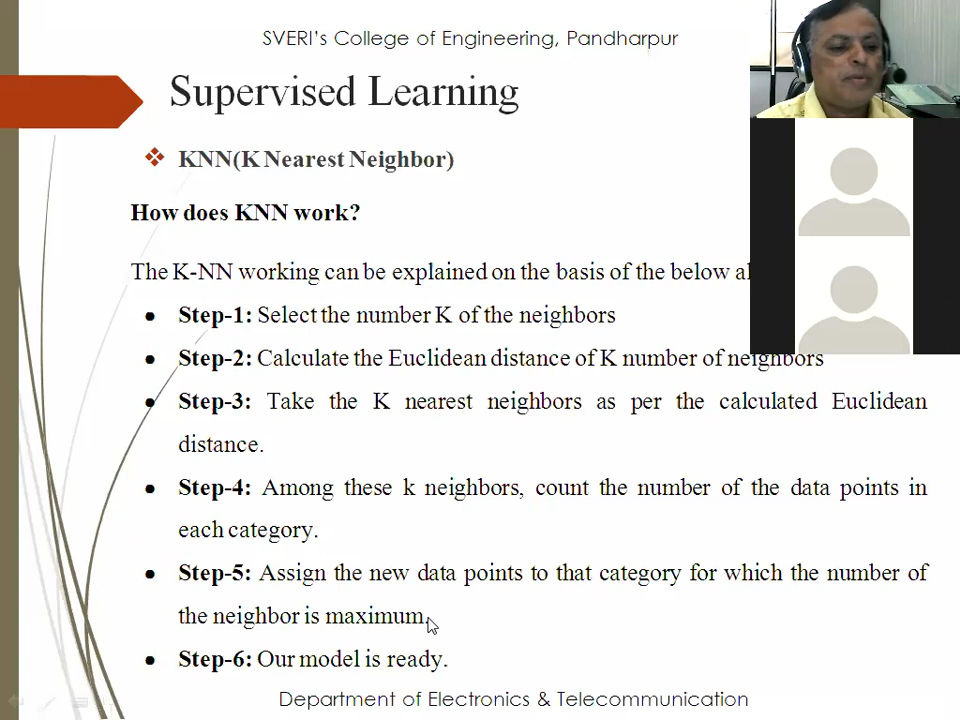 SVERI's College of Engineering, Pandharpur
Supervised Learning
KNN(K Nearest Neighbor)
How does KNN work?
The K-NN working can be explained on the basis of the below
Step-1: Select the number K of the neighbors
Step-2: Calculate the Euclidean distance of K number of neighbors
Step-3: Take the K nearest neighbors as per the calculated Euclidean
distance.
Step-4: Among these k neighbors, count the number of the data points in
each category.
Step-5: Assign the new data points to that category for which the number of
the neighbor is maximum.
Step-6: Our model is ready.
Department of Electronics & Telecommunication